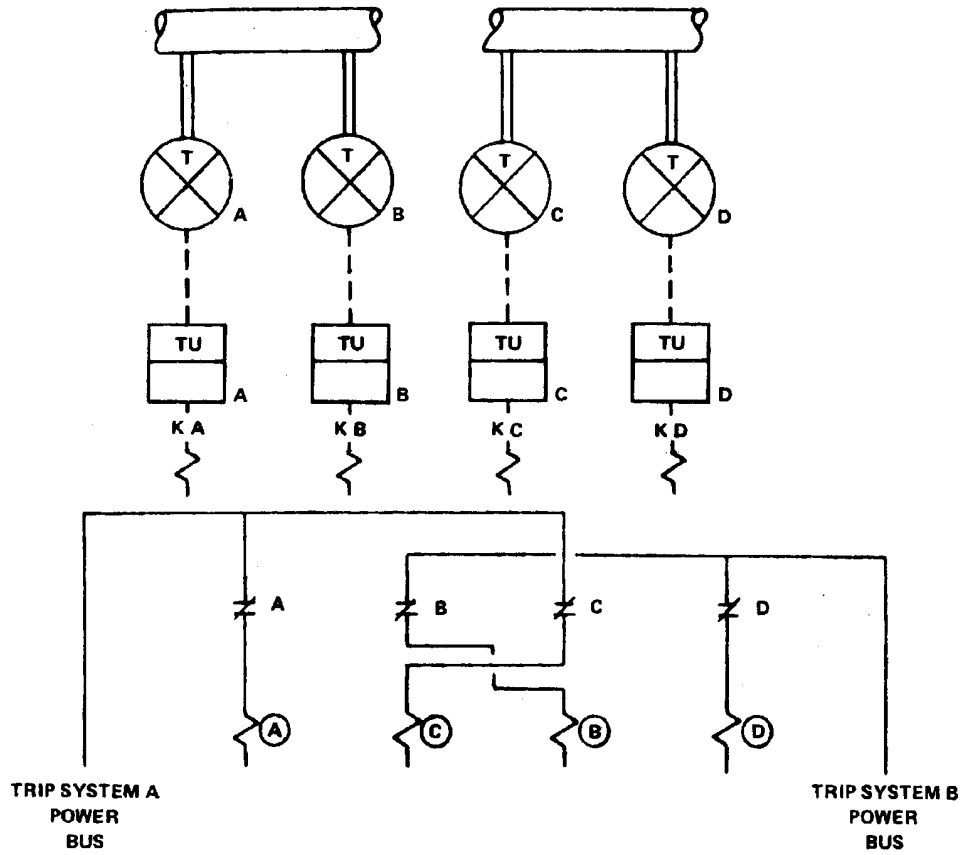 T T T T
A B C D
TU TU TU TU
A B C D
K A K B K C K D
A B C D
A C B D
TRIP SYSTEM A
POWER
BUS
TRIP SYSTEM B
POWER
BUS